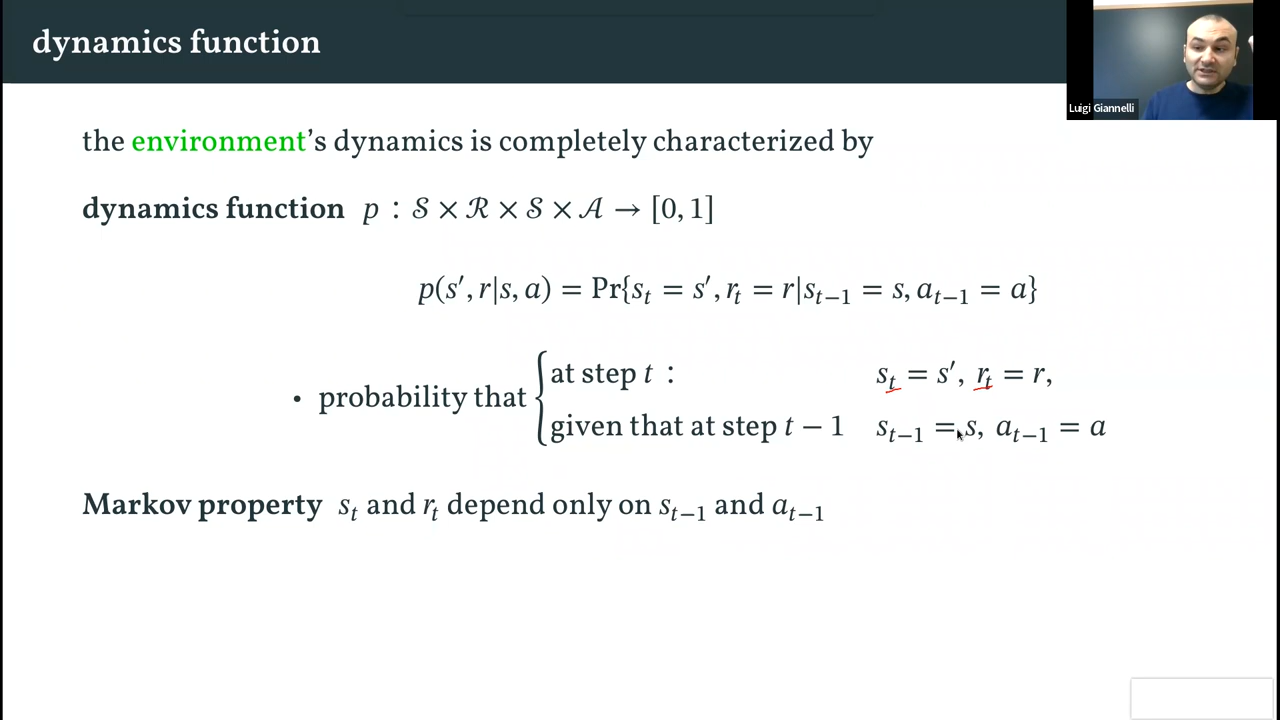 dynamics function
Luigi Giannelli
the environment's dynamics is completely characterized by
dynamics function p : 𝒮 × ℛ × 𝒮 × 𝒜 → [0, 1]
p(s′, r|s, a) = Pr{s_t = s′, r_t = r|s_{t−1} = s, a_{t−1} = a}
• probability that { at step t : s_t = s′, r_t = r,
given that at step t − 1 s_{t−1} = s, a_{t−1} = a
Markov property s_t and r_t depend only on s_{t−1} and a_{t−1}